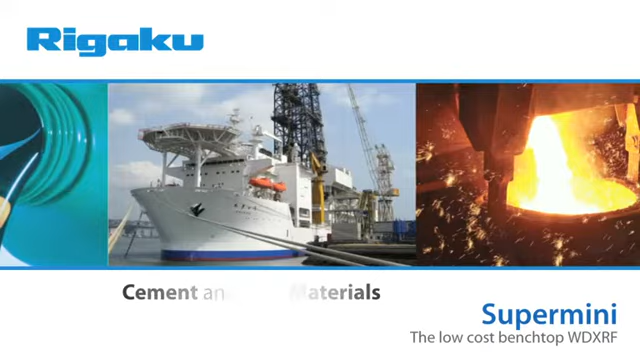 Rigaku
Cement an Materials
Supermini
The low cost benchtop WDXRF